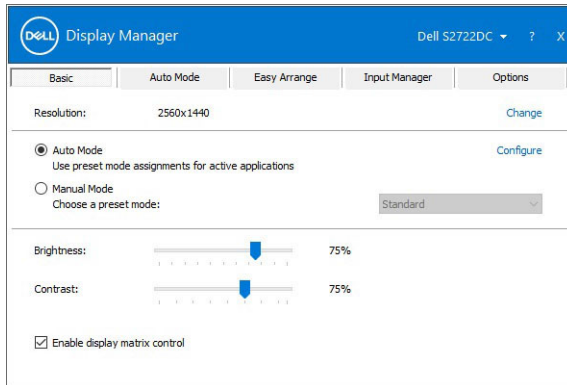 DELL Display Manager Dell S2722DC ? X
Basic Auto Mode Easy Arrange Input Manager Options
Resolution: 2560x1440 Change
Auto Mode Configure
Use preset mode assignments for active applications
Manual Mode
Choose a preset mode: Standard
Brightness: 75%
Contrast: 75%
Enable display matrix control